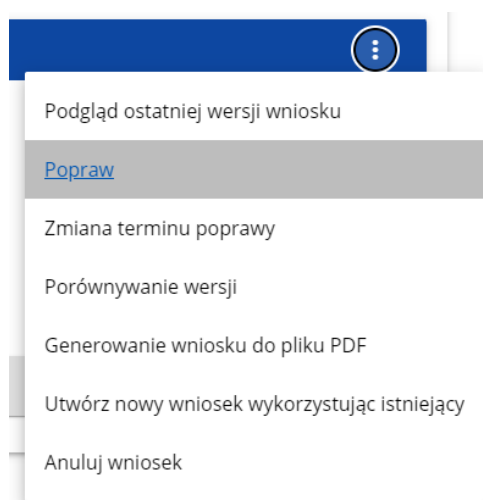 Podgląd ostatniej wersji wniosku
Popraw
Zmiana terminu poprawy
Porównywanie wersji
Generowanie wniosku do pliku PDF
Utwórz nowy wniosek wykorzystując istniejący
Anuluj wniosek